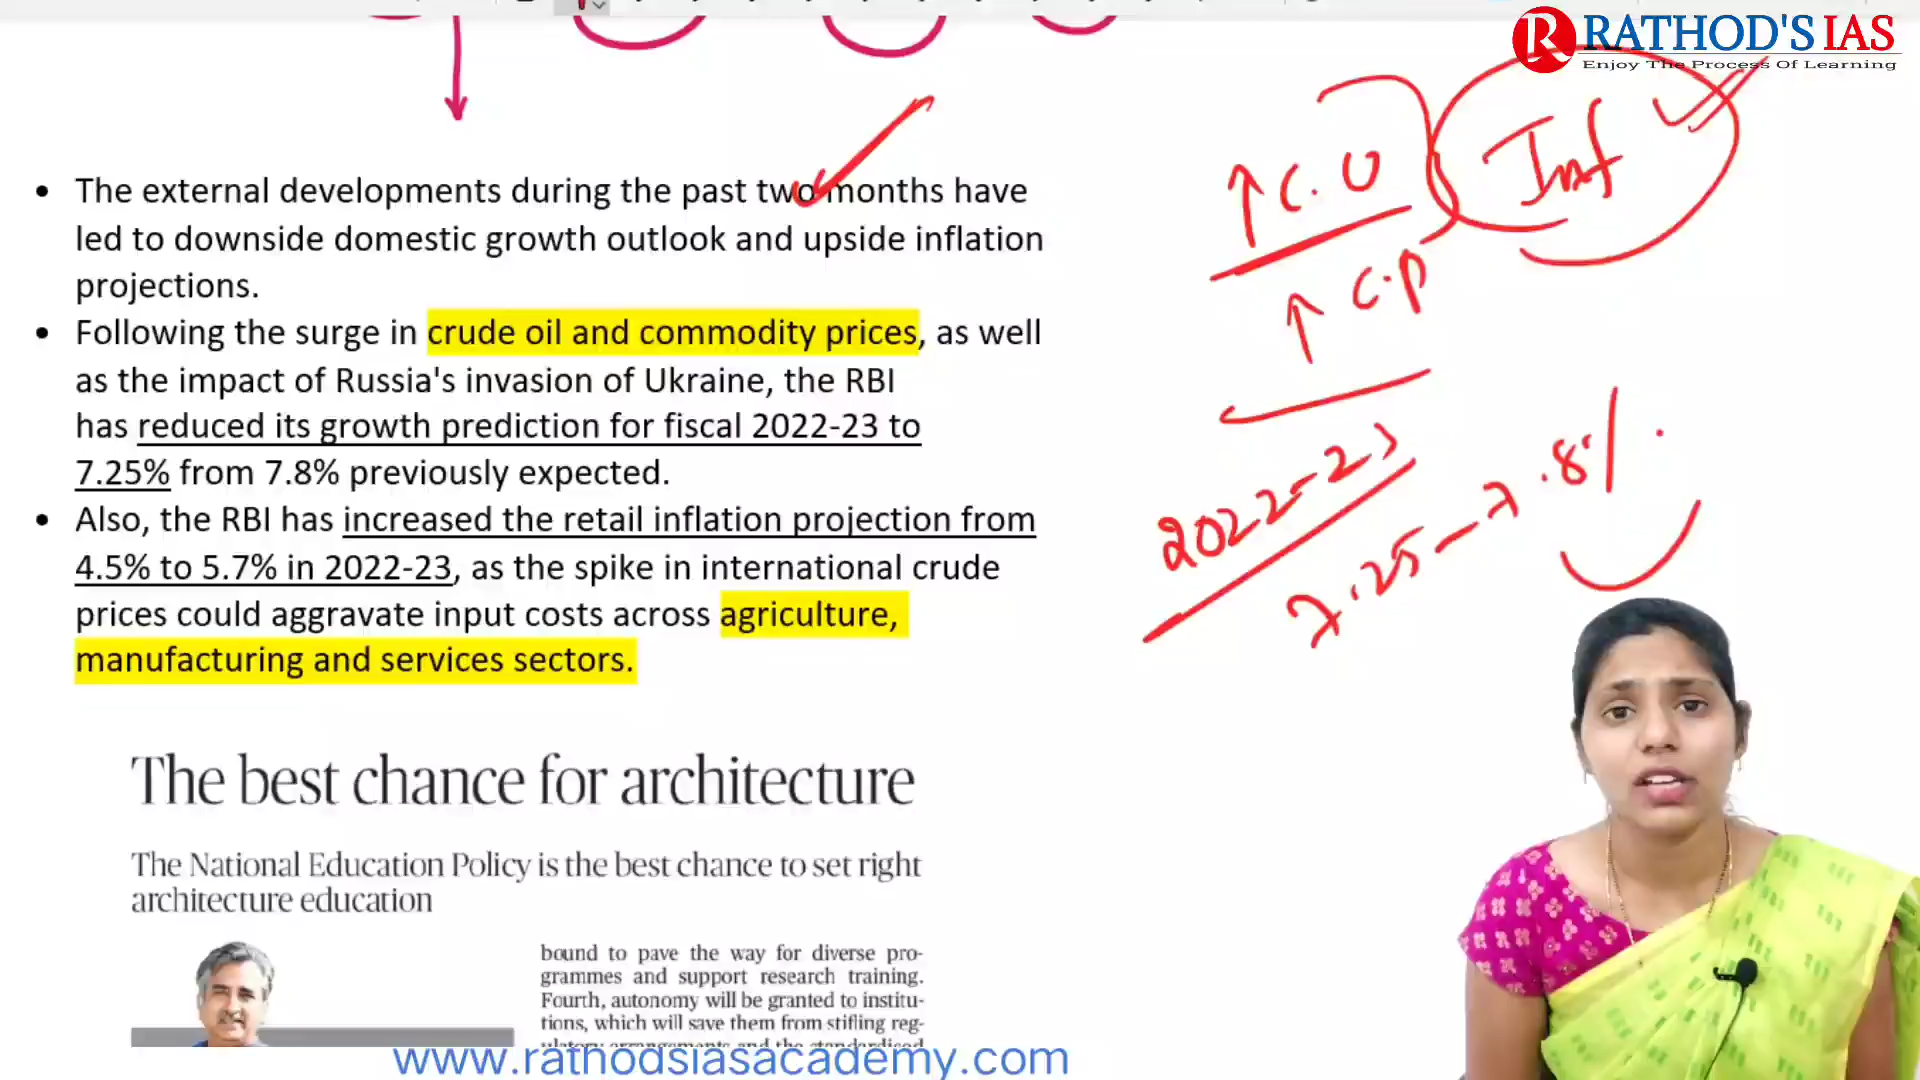 RATHOD'S IAS
Enjoy The Process Of Learning
• The external developments during the past two months have
led to downside domestic growth outlook and upside inflation
projections.
• Following the surge in crude oil and commodity prices, as well
as the impact of Russia's invasion of Ukraine, the RBI
has reduced its growth prediction for fiscal 2022-23 to
7.25% from 7.8% previously expected.
• Also, the RBI has increased the retail inflation projection from
4.5% to 5.7% in 2022-23, as the spike in international crude
prices could aggravate input costs across agriculture,
manufacturing and services sectors.
↑ C.O
Inf
↑ C.P
2022-23
7.25-7.8%.
The best chance for architecture
The National Education Policy is the best chance to set right
architecture education
bound to pave the way for diverse pro-
grammes and support research training.
Fourth, autonomy will be granted to institu-
tions, which will save them from stifling reg-
www.rathodsiasacademy.com